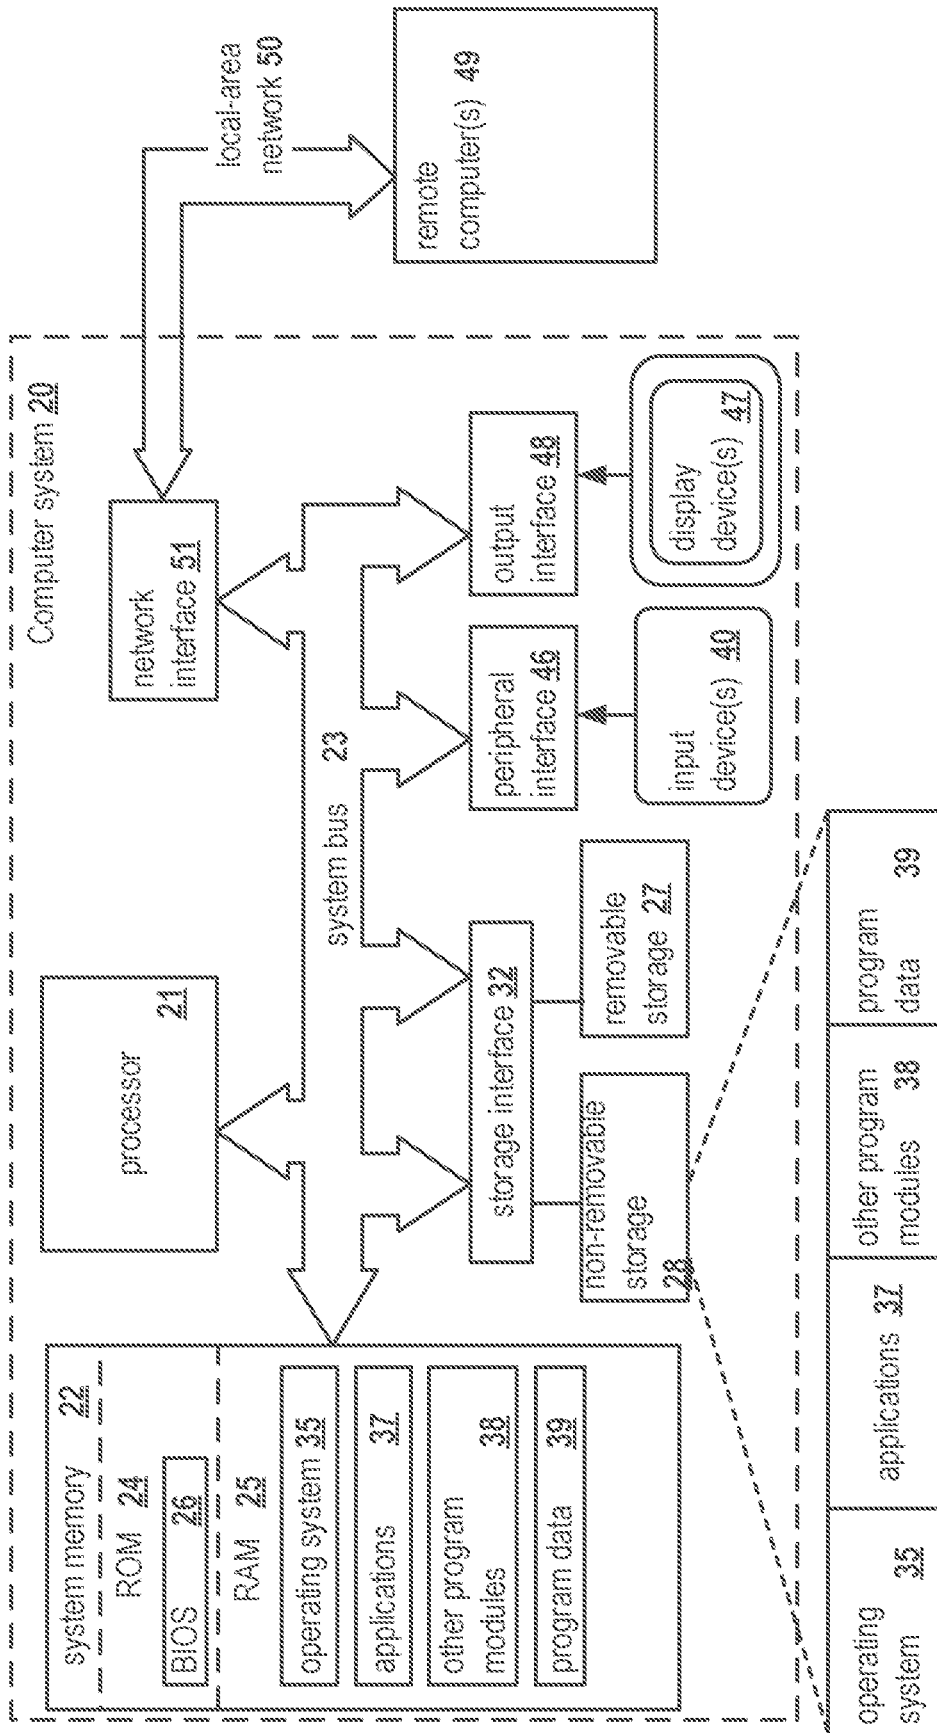 Computer system 20
system memory 22
ROM 24
BIOS 26
RAM 25
operating system 35
applications 37
other program
modules 38
program data 39
processor
21
network
interface 51
local-area
network 50
system bus 23
storage interface 32
peripheral
interface 46
output
interface 48
remote
computer(s) 49
non-removable
storage
28
removable
storage 27
input
device(s) 40
display
device(s) 47
operating
system 35
applications 37
other program
modules 38
program
data 39